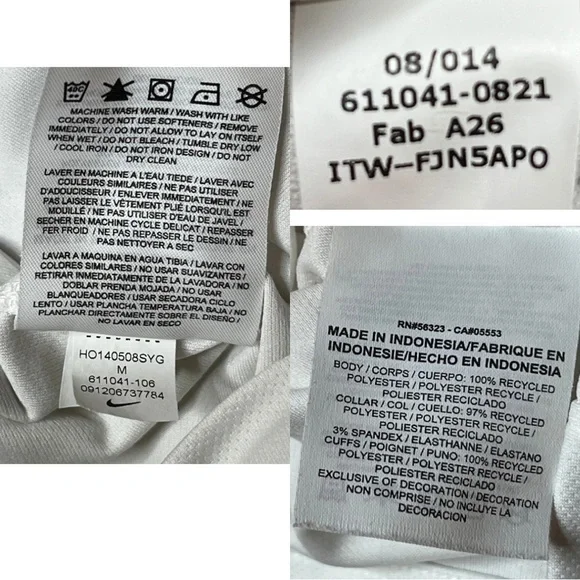 40C
MACHINE WASH WARM / WASH WITH LIKE
COLORS / DO NOT USE SOFTENERS / REMOVE
IMMEDIATELY / DO NOT ALLOW TO LAY ON ITSELF
WHEN WET / DO NOT BLEACH / TUMBLE DRY LOW
/ COOL IRON / DO NOT IRON DESIGN / DO NOT
DRY CLEAN
LAVER EN MACHINE A L'EAU TIEDE / LAVER AVEC
COULEURS SIMILAIRES / NE PAS UTILISER
D'ADOUCISSEUR / ENLEVER IMMEDIATEMENT / NE
PAS LAISSER LE VÊTEMENT PLIÉ LORSQU'IL EST
MOUILLÉ / NE PAS UTILISER D'EAU DE JAVEL /
SECHER EN MACHINE CYCLE DELICAT / REPASSER
FER FROID / NE PAS REPASSER LE DESSIN / NE
PAS NETTOYER A SEC
LAVAR A MAQUINA EN AGUA TIBIA / LAVAR CON
COLORES SIMILARES / NO USAR SUAVIZANTES /
RETIRAR INMEDIATAMENTE DE LA LAVADORA / NO
DOBLAR PRENDA MOJADA / NO USAR
BLANQUEADORES / USAR SECADORA CICLO
LENTO / USAR PLANCHA TEMPERATURA BAJA / NO
PLANCHAR DIRECTAMENTE SOBRE EL DISEÑO /
NO LAVAR EN SECO
HO140508SYG
M
611041-106
091206737784
08/014
611041-0821
Fab A26
ITW-FJN5APO
RN#56323 - CA#05553
MADE IN INDONESIA/FABRIQUE EN
INDONESIE/HECHO EN INDONESIA
BODY / CORPS / CUERPO: 100% RECYCLED
POLYESTER / POLYESTER RECYCLE /
POLIESTER RECICLADO
COLLAR / COL / CUELLO: 97% RECYCLED
POLYESTER / POLYESTER RECYCLE /
POLIESTER RECICLADO
3% SPANDEX / ELASTHANNE / ELASTANO
CUFFS / POIGNET / PUNO: 100% RECYCLED
POLYESTER / POLYESTER RECYCLE /
POLIESTER RECICLADO
EXCLUSIVE OF DECORATION / DECORATION
NON COMPRISE / NO INCLUYE LA
DECORACION